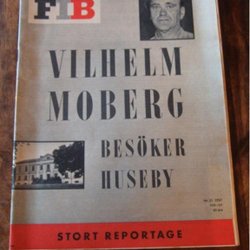 FIB
VILHELM
MOBERG
BESÖKER
HUSEBY
STORT REPORTAGE